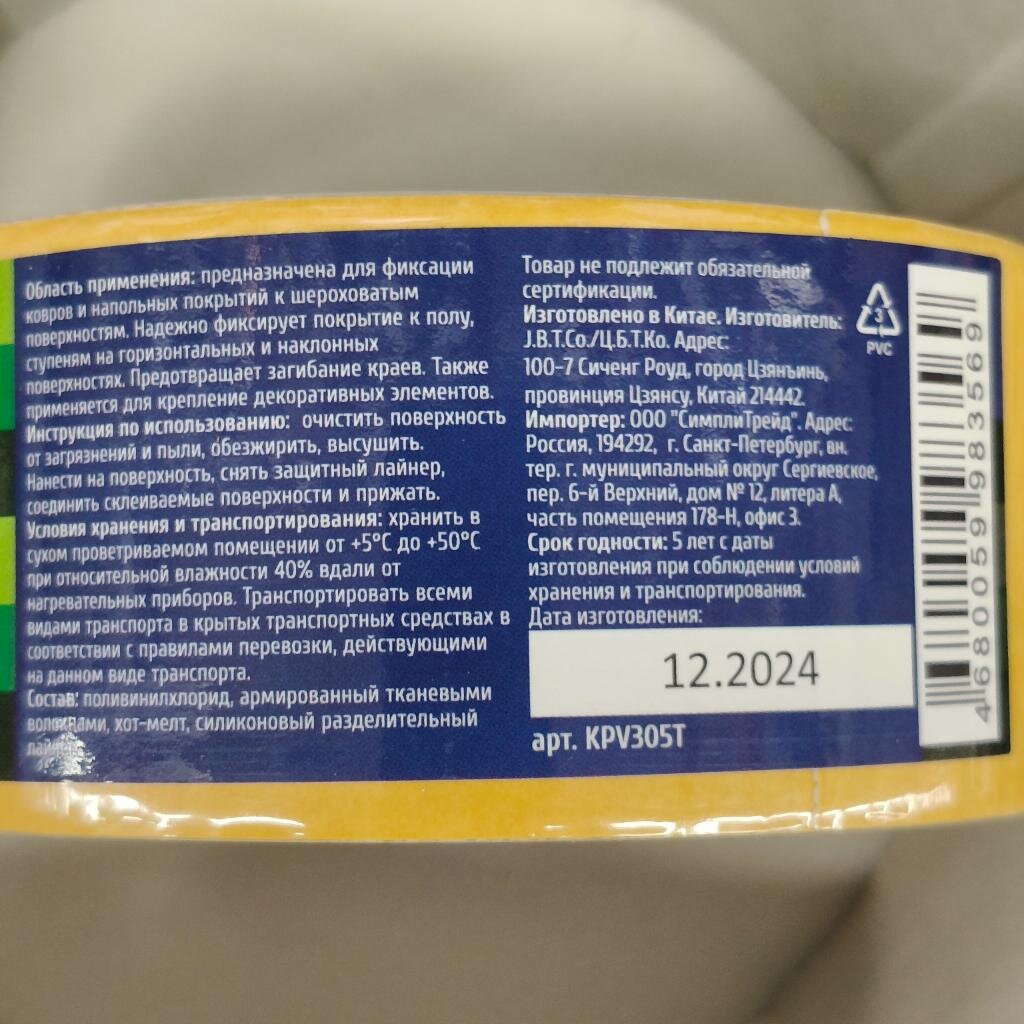 Область применения: предназначена для фиксации
ковров и напольных покрытий к шероховатым
поверхностям. Надежно фиксирует покрытие к полу,
ступеням на горизонтальных и наклонных
поверхностях. Предотвращает загибание краев. Также
применяется для крепление декоративных элементов.
Инструкция по использованию: очистить поверхность
от загрязнений и пыли, обезжирить, высушить.
Нанести на поверхность, снять защитный лайнер,
соединить склеиваемые поверхности и прижать.
Условия хранения и транспортирования: хранить в
сухом проветриваемом помещении от +5°C до +50°C
при относительной влажности 40% вдали от
нагревательных приборов. Транспортировать всеми
видами транспорта в крытых транспортных средствах в
соответствии с правилами перевозки, действующими
на данном виде транспорта.
Состав: поливинилхлорид, армированный тканевыми
волокнами, хот-мелт, силиконовый разделительный
Товар не подлежит обязательной
сертификации.
Изготовлено в Китае. Изготовитель:
J.B.T.Co./Ц.Б.Т.Ко. Адрес:
100-7 Сиченг Роуд, город Цзянъинь,
провинция Цзянсу, Китай 214442.
Импортер: ООО "СимплиТрейд". Адрес:
Россия, 194292, г. Санкт-Петербург, вн.
тер. г. муниципальный округ Сергиевское,
пер. 6-й Верхний, дом № 12, литера А,
часть помещения 178-Н, офис 3.
Срок годности: 5 лет с даты
изготовления при соблюдении условий
хранения и транспортирования.
Дата изготовления:
12.2024
арт. KPV305T
3
PVC
4680059983569